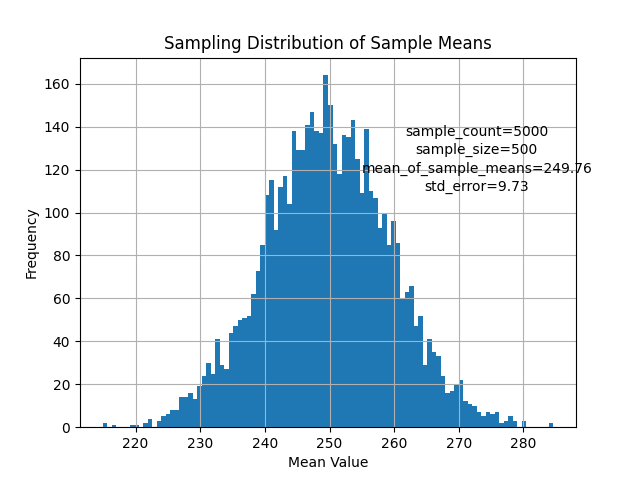 Sampling Distribution of Sample Means
160
140
120
100
80
60
40
20
0
Frequency
sample_count=5000
sample_size=500
mean_of_sample_means=249.76
std_error=9.73
220 230 240 250 260 270 280
Mean Value